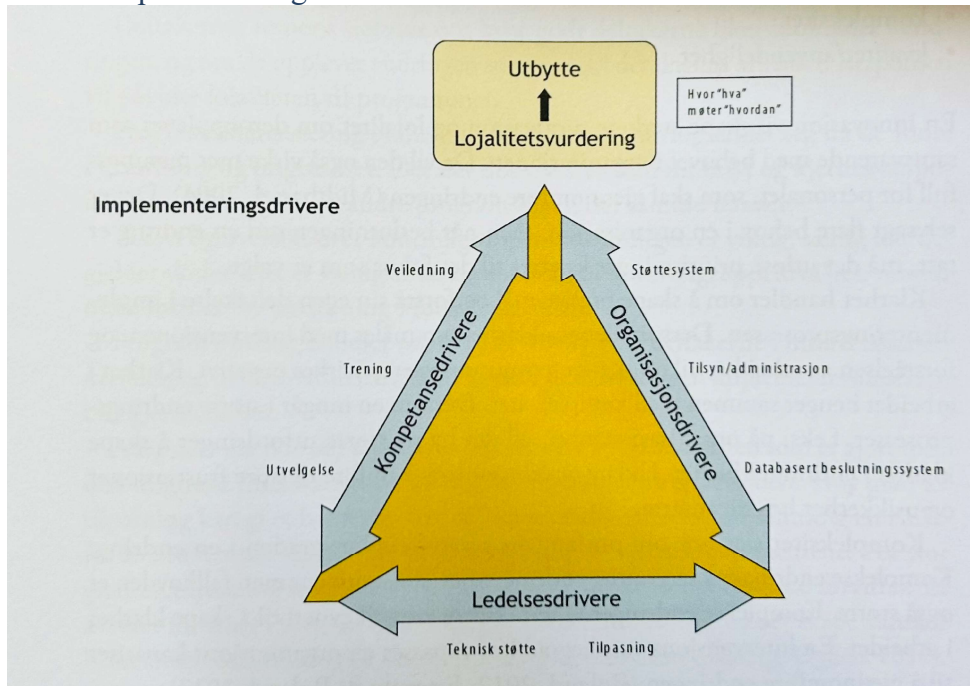 Utbytte
Lojalitetsvurdering
Hvor"hva"
møter"hvordan"
Implementeringsdrivere
Veiledning
Støttesystem
Trening
Kompetansedrivere
Organisasjonsdrivere
Tilsyn/administrasjon
Utvelgelse
Databasert beslutningssystem
Ledelsesdrivere
Teknisk støtte
Tilpasning